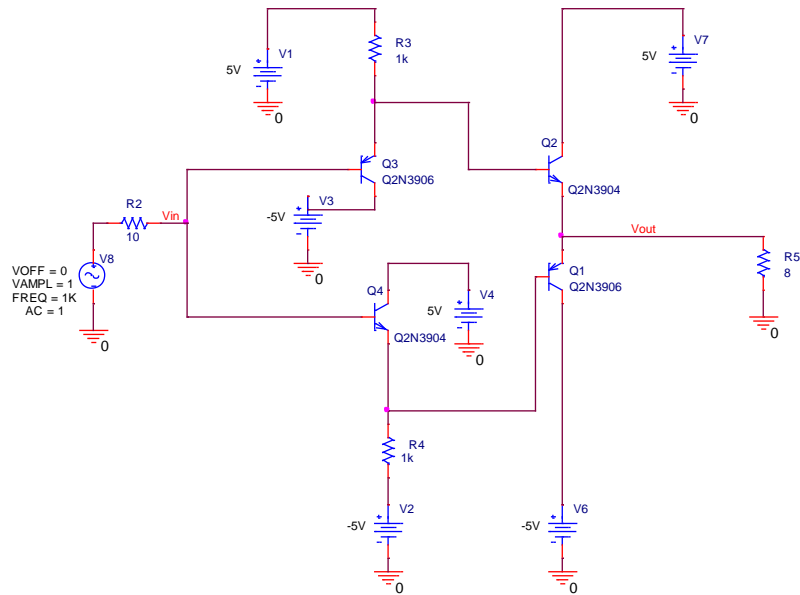 V1
5V
0
R3
1k
V7
5V
0
Q3
Q2N3906
Q2
Q2N3904
V3
-5V
0
R2
10
Vin
V8
VOFF = 0
VAMPL = 1
FREQ = 1K
AC = 1
0
Vout
R5
8
0
Q4
Q2N3904
V4
5V
0
Q1
Q2N3906
R4
1k
V2
-5V
0
V6
-5V
0